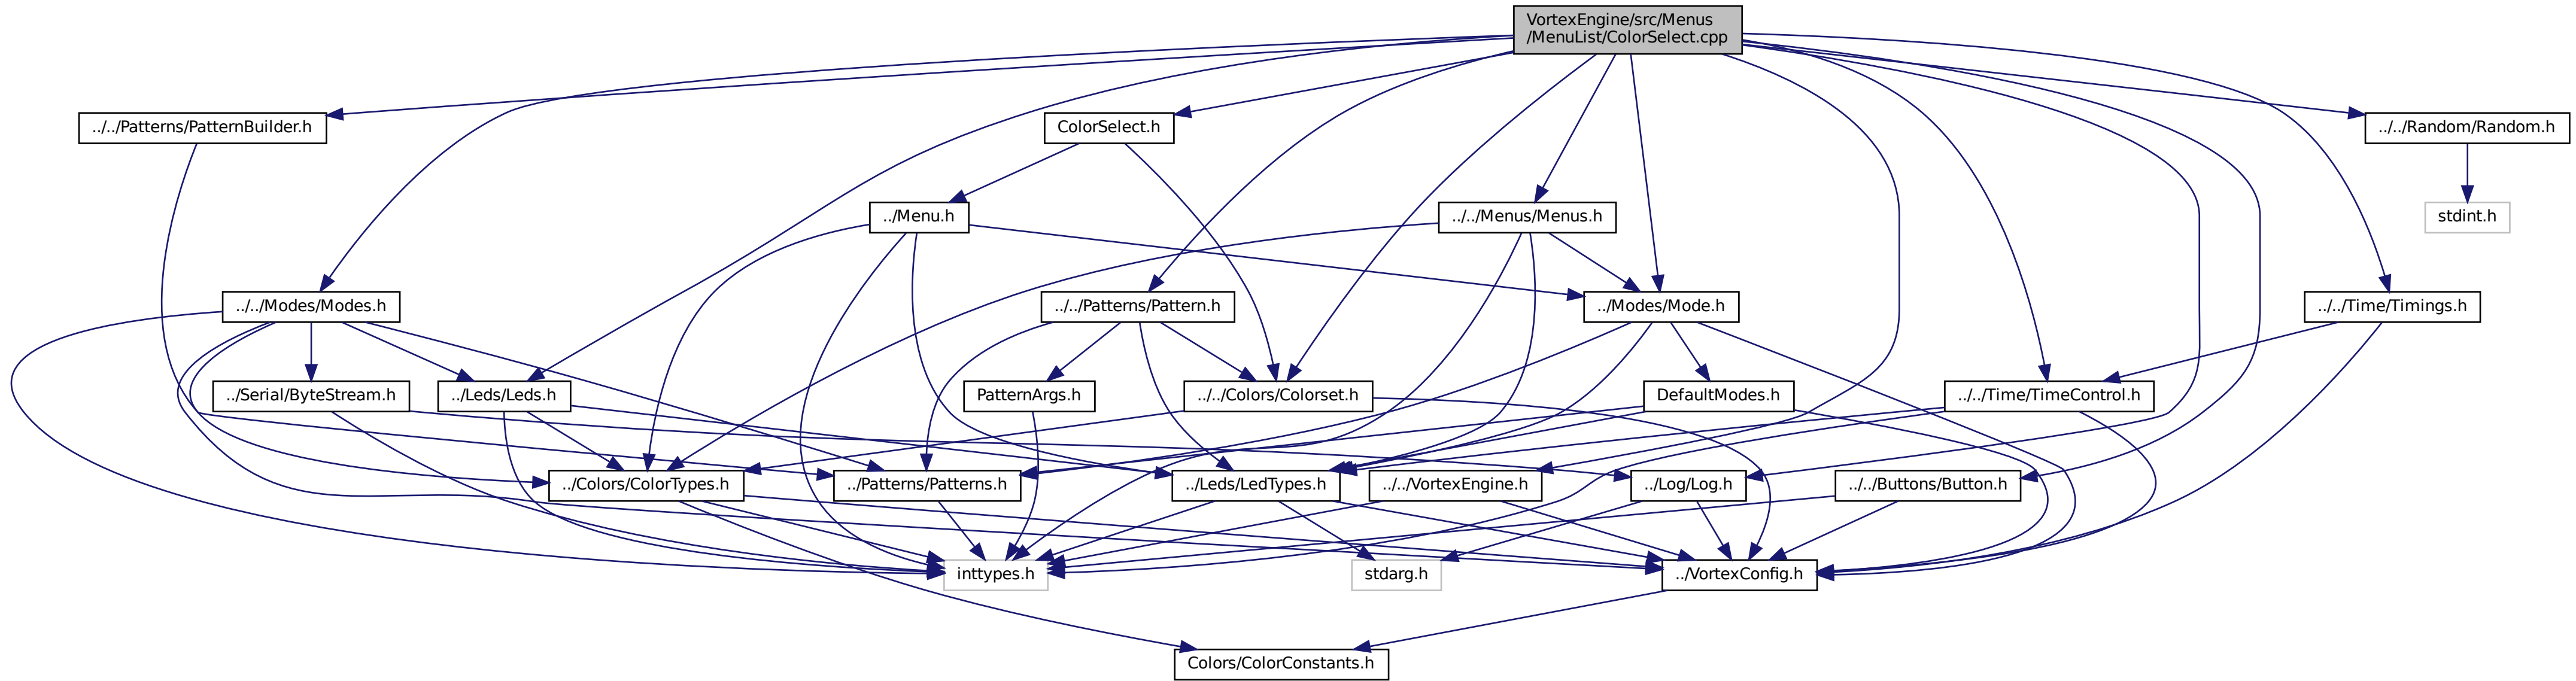 VortexEngine/src/Menus
/MenuList/ColorSelect.cpp
../../Patterns/PatternBuilder.h
ColorSelect.h
../../Random/Random.h
../Menu.h
../../Menus/Menus.h
stdint.h
../../Modes/Modes.h
../../Patterns/Pattern.h
../Modes/Mode.h
../../Time/Timings.h
../Serial/ByteStream.h
../Leds/Leds.h
PatternArgs.h
../../Colors/Colorset.h
DefaultModes.h
../../Time/TimeControl.h
../Colors/ColorTypes.h
../Patterns/Patterns.h
../Leds/LedTypes.h
../../VortexEngine.h
../Log/Log.h
../../Buttons/Button.h
inttypes.h
stdarg.h
../VortexConfig.h
Colors/ColorConstants.h